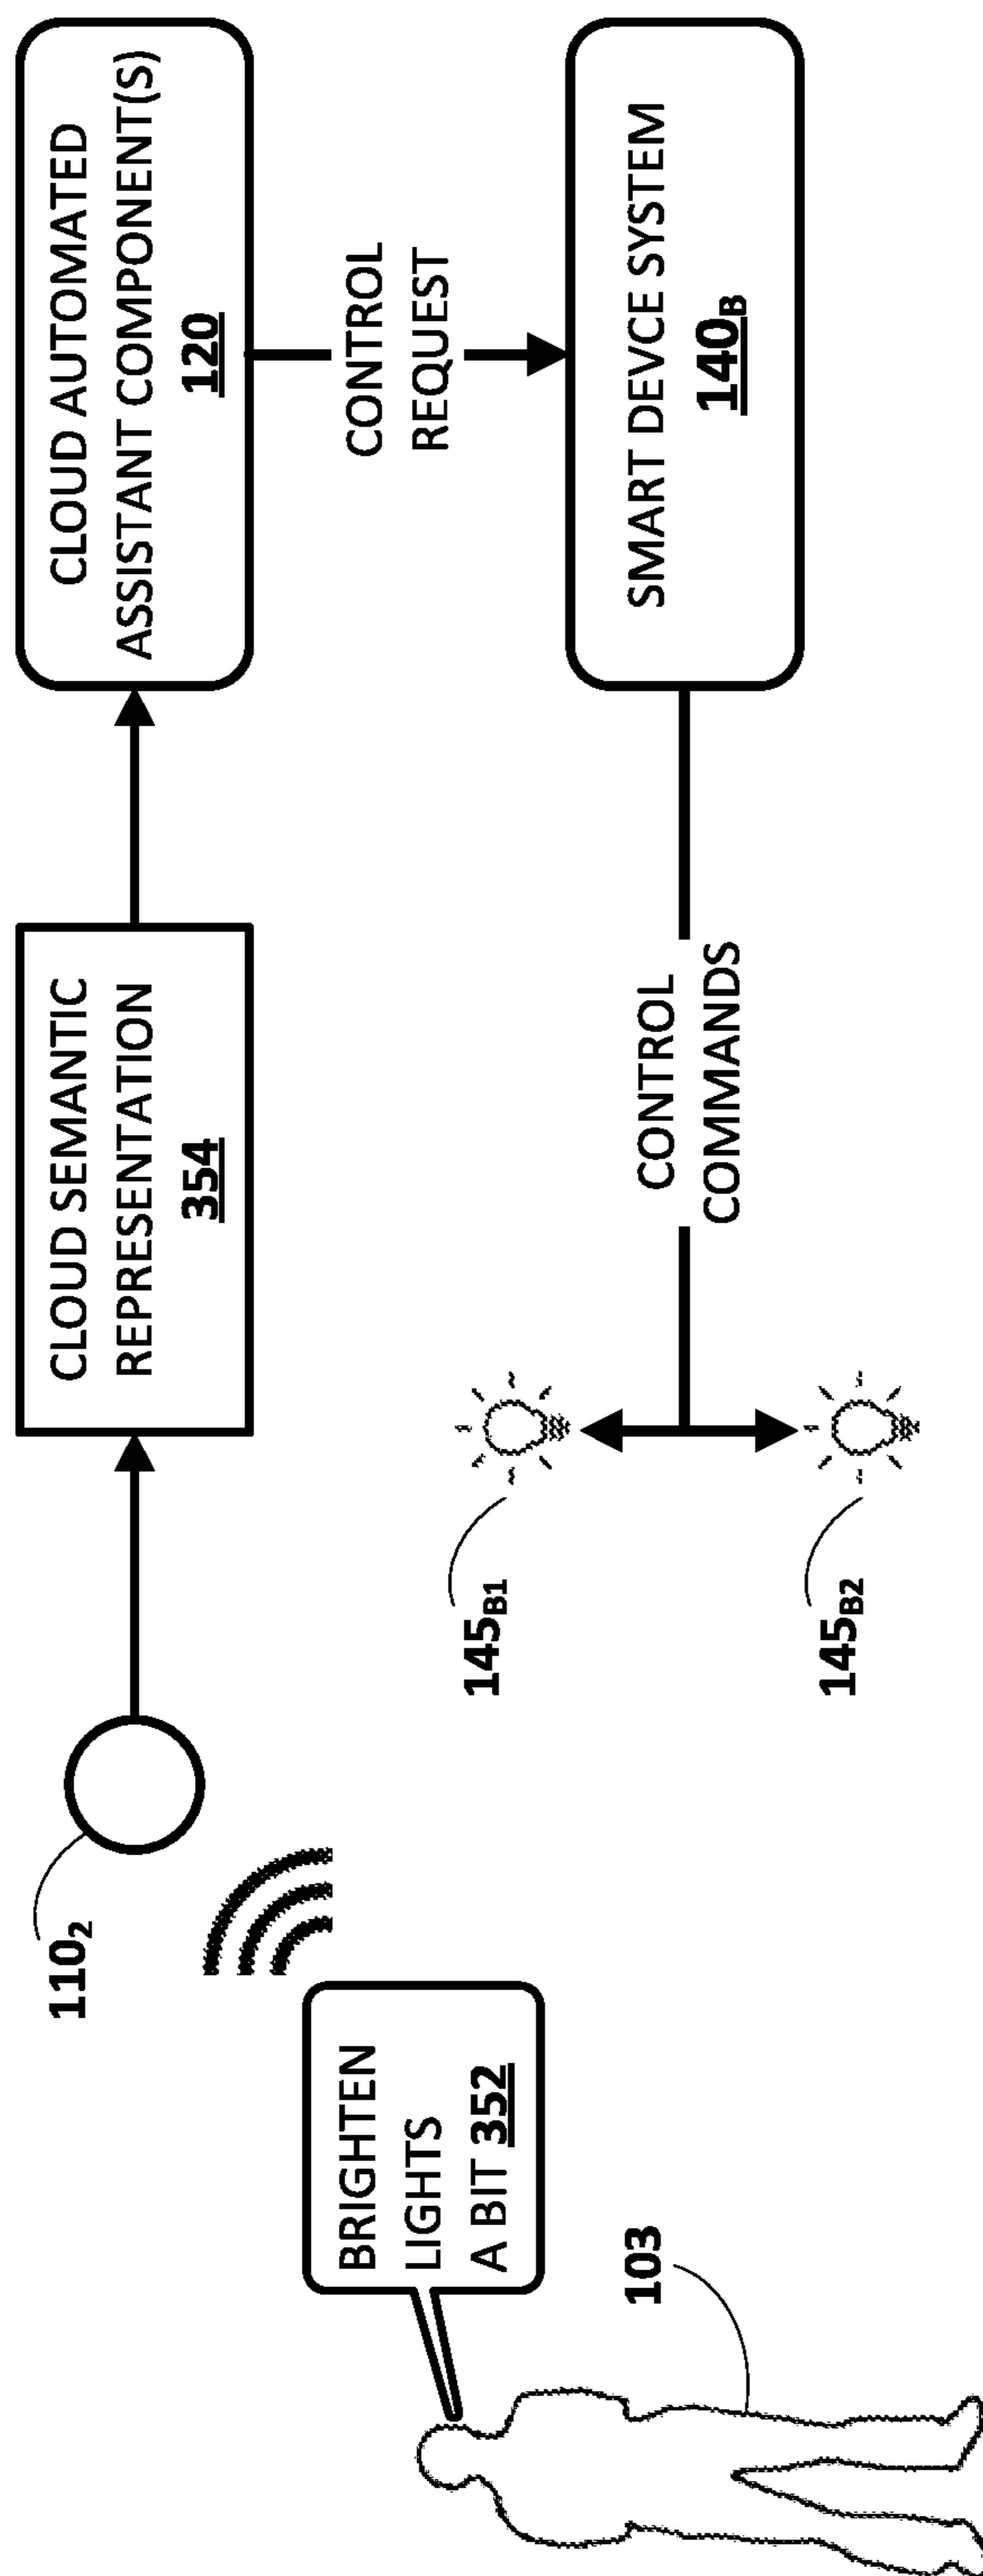 110₂
CLOUD SEMANTIC
REPRESENTATION
354
CLOUD AUTOMATED
ASSISTANT COMPONENT(S)
120
BRIGHTEN
LIGHTS
A BIT 352
CONTROL
REQUEST
145B1
103
145B2
CONTROL
COMMANDS
SMART DEVCE SYSTEM
140B